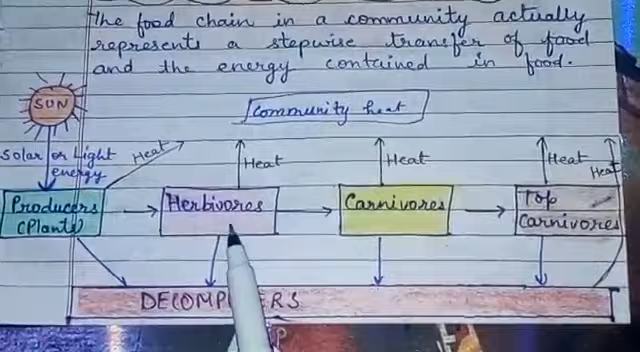 The food chain in a community actually
represents a stepwise transfer of food
and the energy contained in food.
SUN
Community heat
Solar or Light
energy
Heat
Heat
Heat
Heat
Heat
Producers
(Plants)
Herbivores
Carnivores
Top
Carnivores